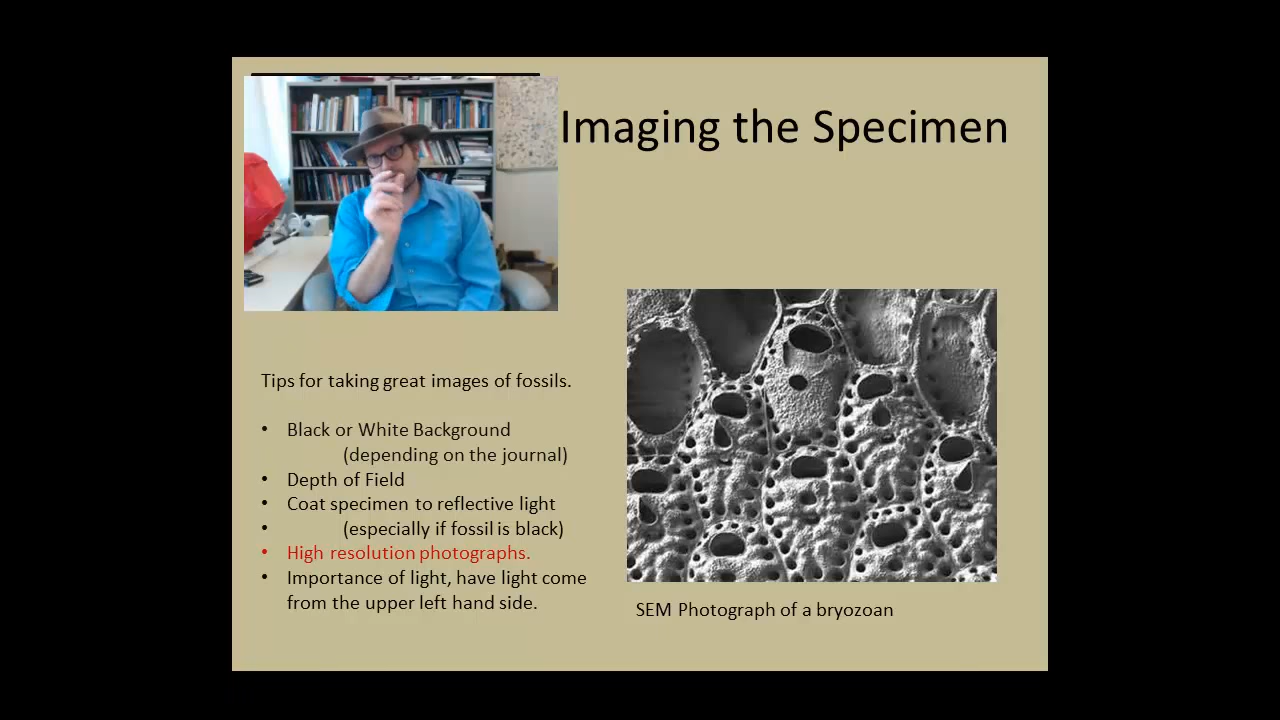 Imaging the Specimen
Tips for taking great images of fossils.
• Black or White Background
(depending on the journal)
• Depth of Field
• Coat specimen to reflective light
• (especially if fossil is black)
• High resolution photographs.
• Importance of light, have light come
from the upper left hand side.
SEM Photograph of a bryozoan